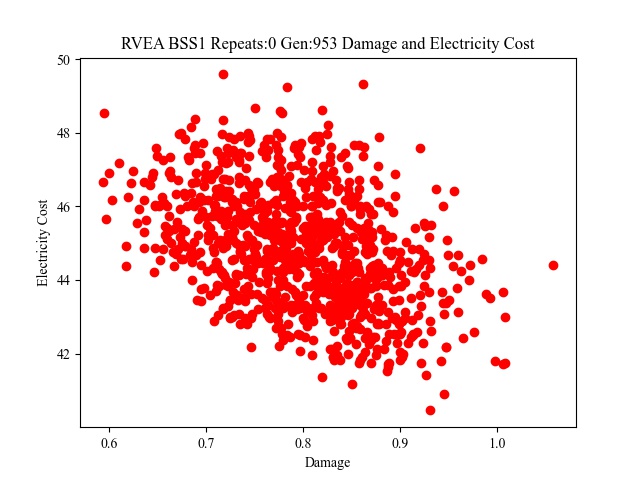 RVEA BSS1 Repeats:0 Gen:953 Damage and Electricity Cost
50
48
46
44
42
Electricity Cost
0.6 0.7 0.8 0.9 1.0
Damage